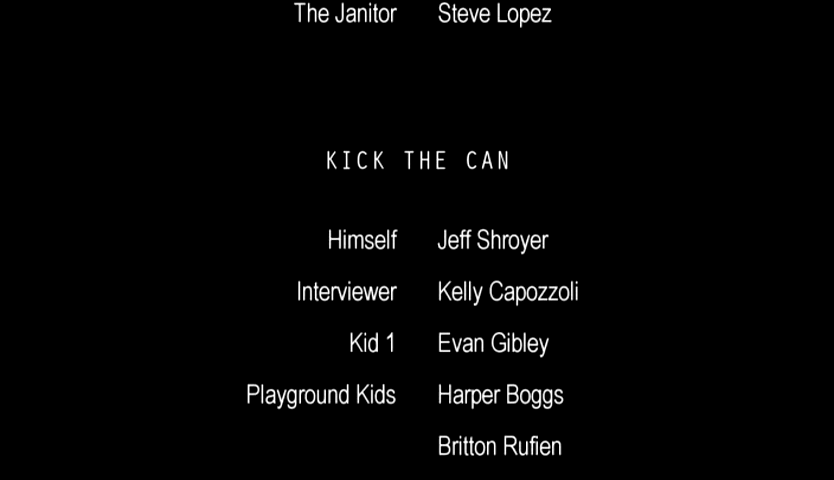 The Janitor Steve Lopez
KICK THE CAN
Himself Jeff Shroyer
Interviewer Kelly Capozzoli
Kid 1 Evan Gibley
Playground Kids Harper Boggs
Britton Rufien